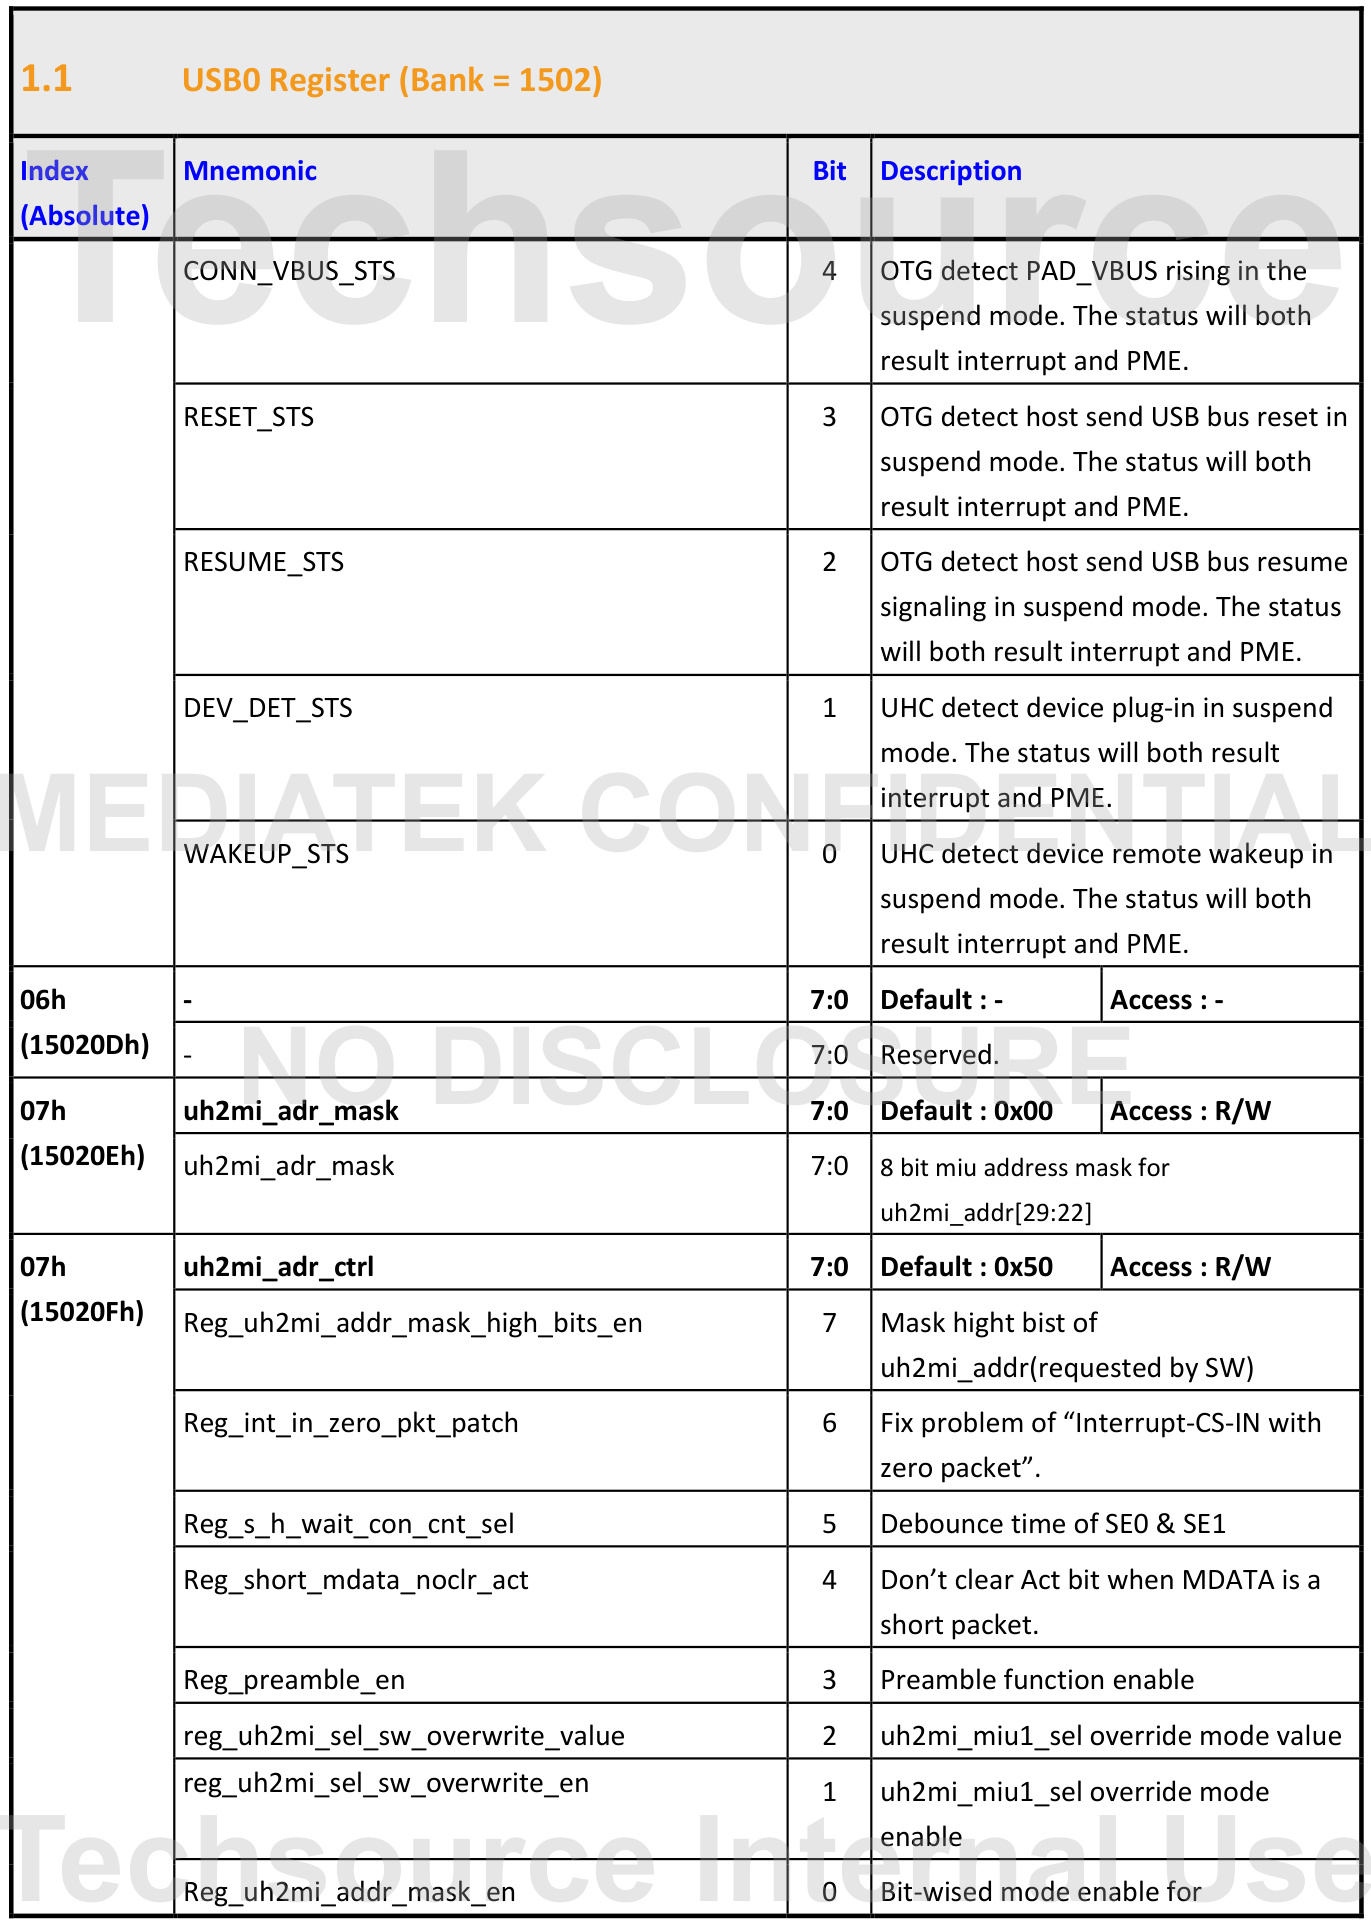 1.1 USB0 Register (Bank = 1502)
Index Mnemonic Bit Description
(Absolute)
Techsource
CONN_VBUS_STS 4 OTG detect PAD_VBUS rising in the
suspend mode. The status will both
result interrupt and PME.
RESET_STS 3 OTG detect host send USB bus reset in
suspend mode. The status will both
result interrupt and PME.
RESUME_STS 2 OTG detect host send USB bus resume
signaling in suspend mode. The status
will both result interrupt and PME.
DEV_DET_STS 1 UHC detect device plug-in in suspend
mode. The status will both result
interrupt and PME.
MEDIATEK CONFIDENTIAL
WAKEUP_STS 0 UHC detect device remote wakeup in
suspend mode. The status will both
result interrupt and PME.
06h - 7:0 Default : - Access : -
(15020Dh) - 7:0 Reserved.
NO DISCLOSURE
07h uh2mi_adr_mask 7:0 Default : 0x00 Access : R/W
(15020Eh) uh2mi_adr_mask 7:0 8 bit miu address mask for
uh2mi_addr[29:22]
07h uh2mi_adr_ctrl 7:0 Default : 0x50 Access : R/W
(15020Fh) Reg_uh2mi_addr_mask_high_bits_en 7 Mask hight bist of
uh2mi_addr(requested by SW)
Reg_int_in_zero_pkt_patch 6 Fix problem of “Interrupt-CS-IN with
zero packet”.
Reg_s_h_wait_con_cnt_sel 5 Debounce time of SE0 & SE1
Reg_short_mdata_noclr_act 4 Don’t clear Act bit when MDATA is a
short packet.
Reg_preamble_en 3 Preamble function enable
reg_uh2mi_sel_sw_overwrite_value 2 uh2mi_miu1_sel override mode value
reg_uh2mi_sel_sw_overwrite_en 1 uh2mi_miu1_sel override mode
enable
Techsource Internal Use
Reg_uh2mi_addr_mask_en 0 Bit-wised mode enable for